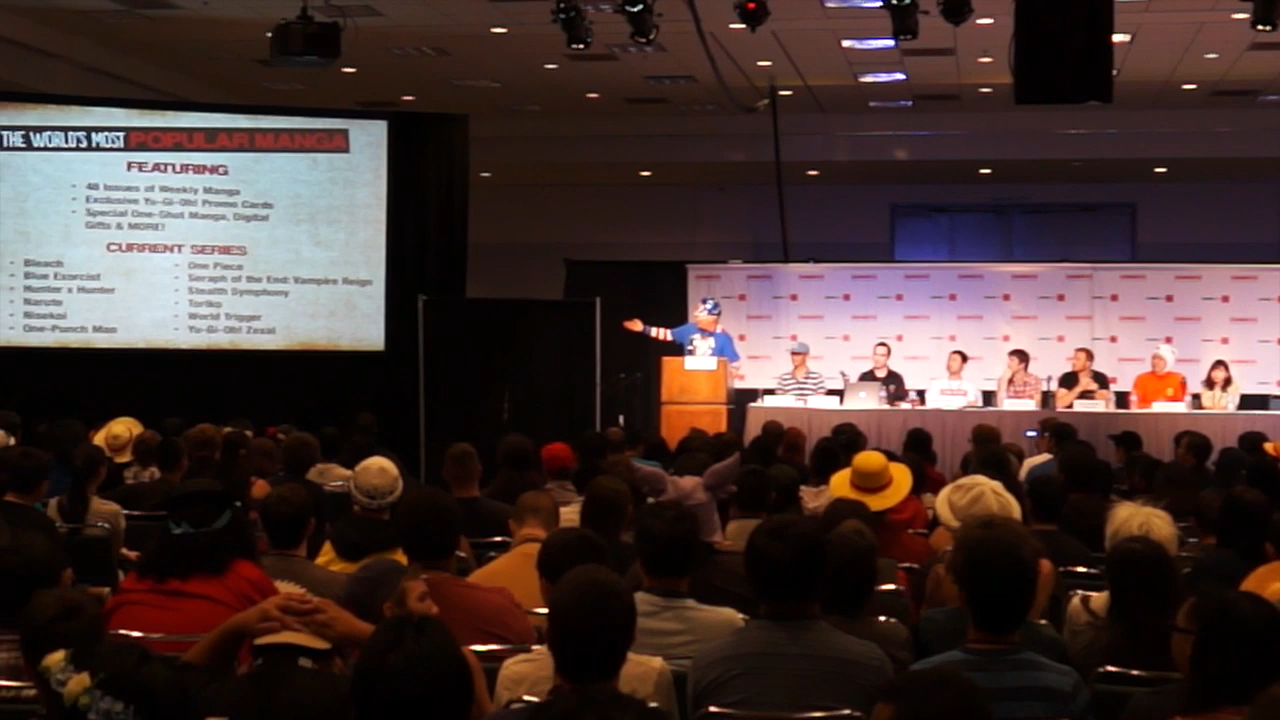 THE WORLD'S MOST POPULAR MANGA
FEATURING
- 48 Issues of Weekly Manga
- Exclusive Yu-Gi-Oh! Promo Cards
- Special One-Shot Manga, Digital
Gifts & MORE!
CURRENT SERIES
- Bleach
- Blue Exorcist
- Hunter x Hunter
- Naruto
- Nisekoi
- One-Punch Man
- One Piece
- Seraph of the End: Vampire Reign
- Stealth Symphony
- Toriko
- World Trigger
- Yu-Gi-Oh! Zexal